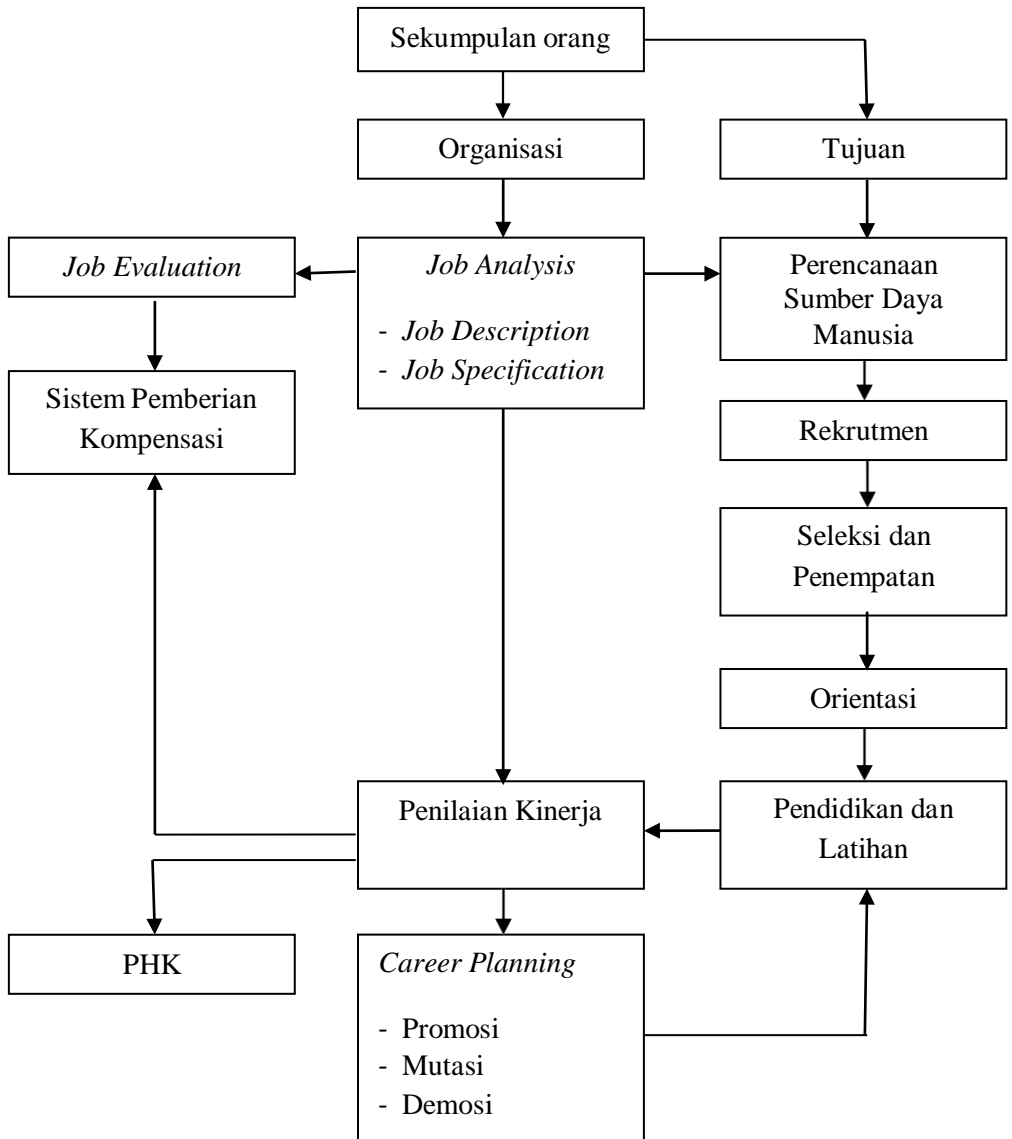 Sekumpulan orang
Organisasi
Tujuan
Job Evaluation
Job Analysis
- Job Description
- Job Specification
Perencanaan
Sumber Daya
Manusia
Sistem Pemberian
Kompensasi
Rekrutmen
Seleksi dan
Penempatan
Orientasi
Penilaian Kinerja
Pendidikan dan
Latihan
PHK
Career Planning
- Promosi
- Mutasi
- Demosi